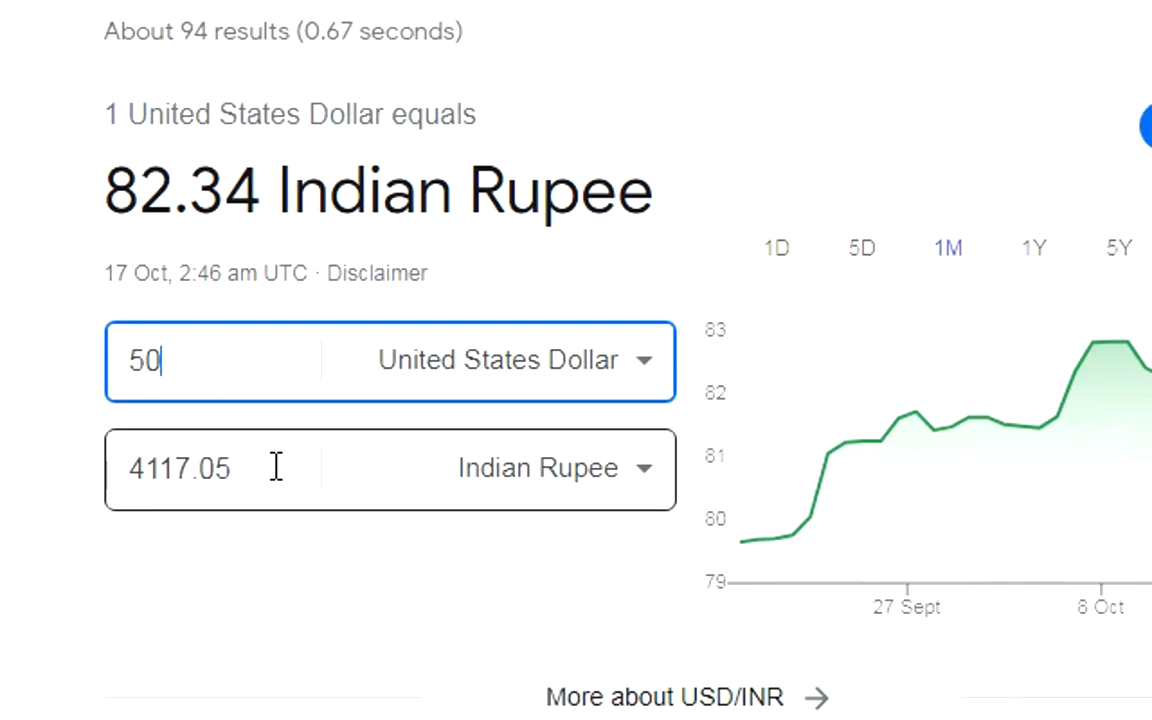 About 94 results (0.67 seconds)
1 United States Dollar equals
82.34 Indian Rupee
17 Oct, 2:46 am UTC · Disclaimer
50 United States Dollar
4117.05 Indian Rupee
1D 5D 1M 1Y 5Y
83
82
81
80
79
27 Sept 8 Oct
More about USD/INR